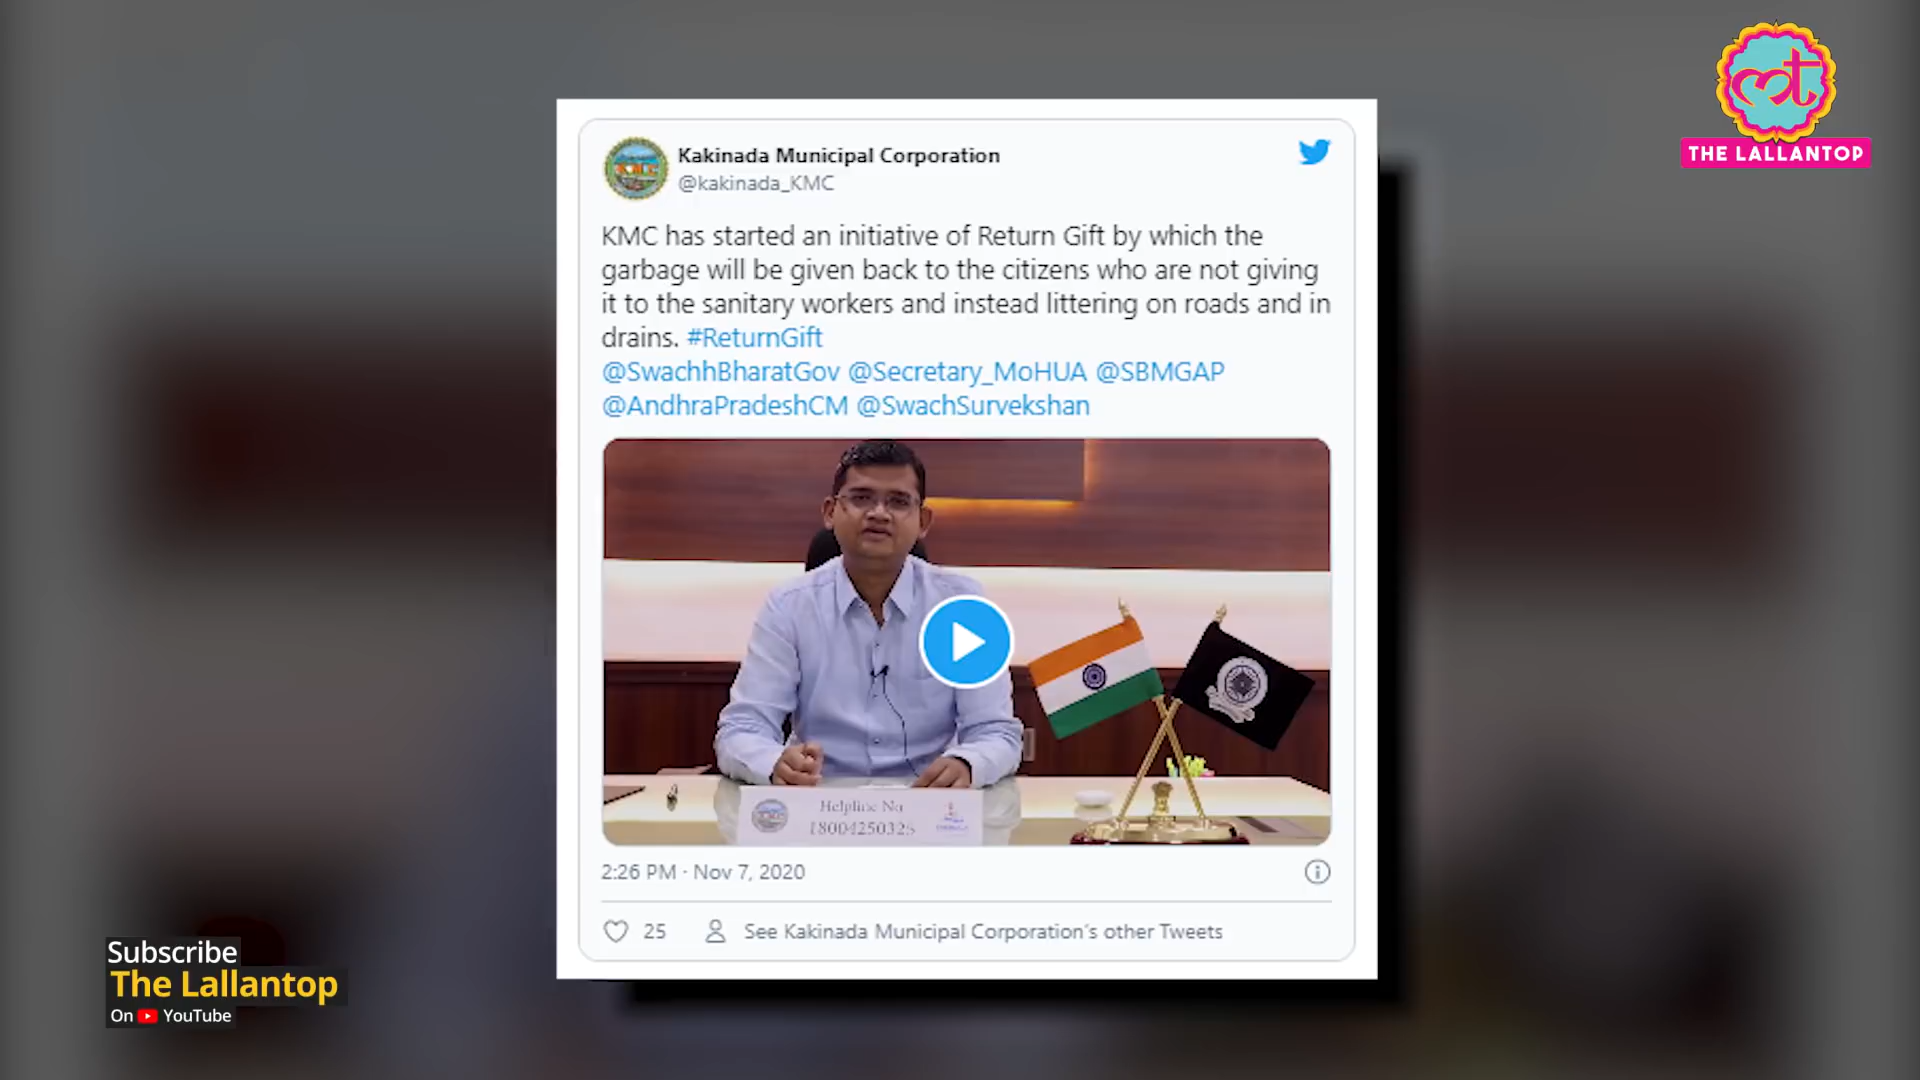 THE LALLANTOP
Kakinada Municipal Corporation
@kakinada_KMC
KMC has started an initiative of Return Gift by which the
garbage will be given back to the citizens who are not giving
it to the sanitary workers and instead littering on roads and in
drains. #ReturnGift
@SwachhBharatGov @Secretary_MoHUA @SBMGAP
@AndhraPradeshCM @SwachSurvekshan
Helpline No
18004250325
2:26 PM · Nov 7, 2020
25
See Kakinada Municipal Corporation's other Tweets
Subscribe
The Lallantop
On YouTube